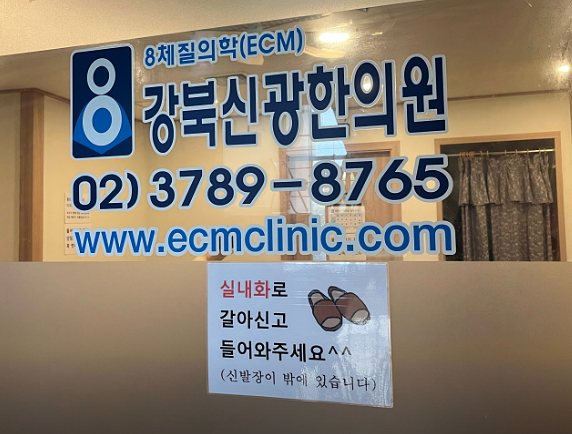 8체질의학(ECM)
8 강북신광한의원
02) 3789-8765
www.ecmclinic.com
실내화로
갈아신고
들어와주세요^^
(신발장이 밖에 있습니다)